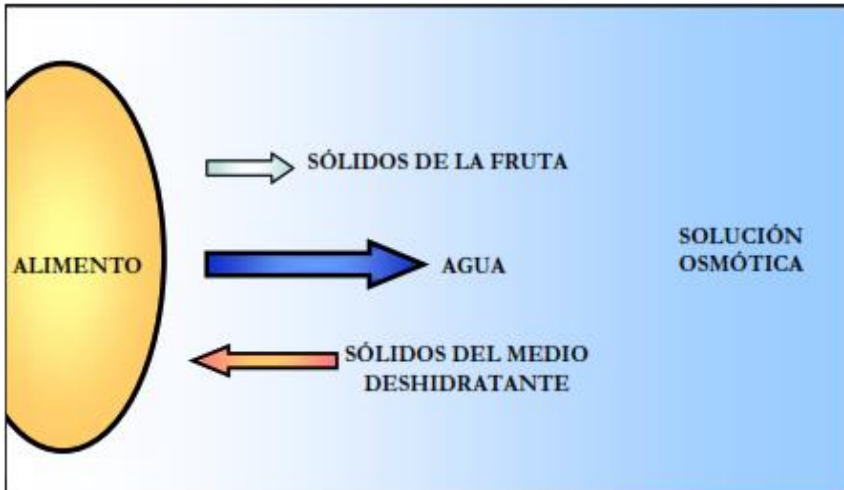 SÓLIDOS DE LA FRUTA
ALIMENTO
AGUA
SOLUCIÓN
OSMÓTICA
SÓLIDOS DEL MEDIO
DESHIDRATANTE